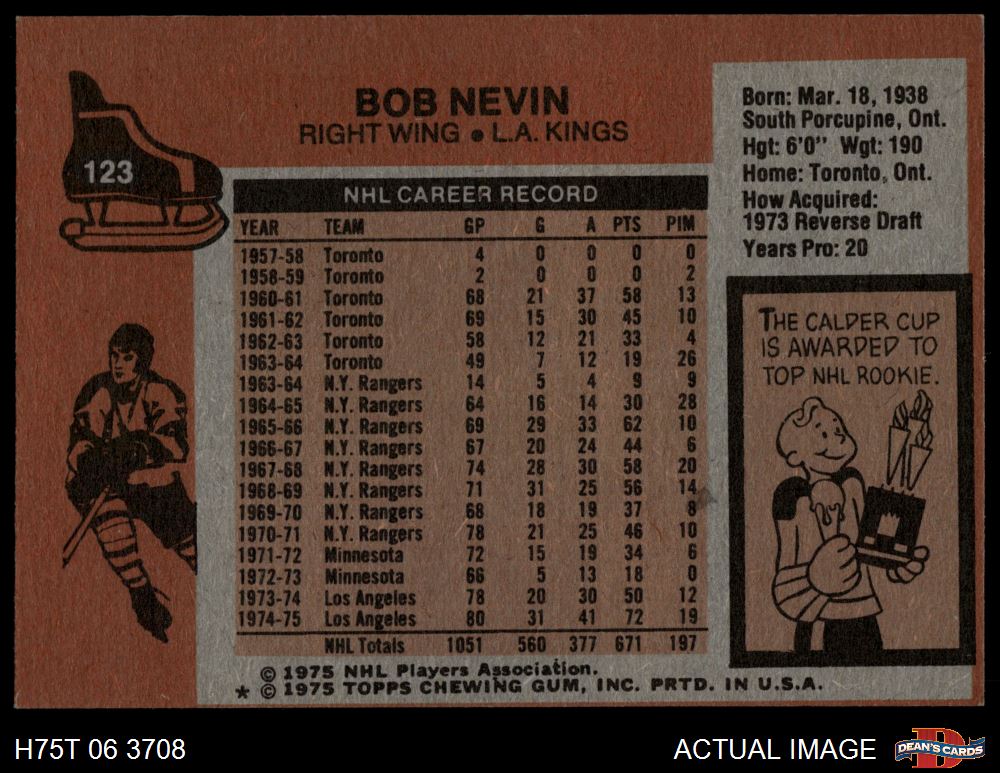 123
BOB NEVIN
RIGHT WING • L.A. KINGS
Born: Mar. 18, 1938
South Porcupine, Ont.
Hgt: 6'0" Wgt: 190
Home: Toronto, Ont.
How Acquired:
1973 Reverse Draft
Years Pro: 20
NHL CAREER RECORD
YEAR TEAM GP G A PTS PIM
1957-58 Toronto 4 0 0 0 0
1958-59 Toronto 2 0 0 0 2
1960-61 Toronto 68 21 37 58 13
1961-62 Toronto 69 15 30 45 10
1962-63 Toronto 58 12 21 33 4
1963-64 Toronto 49 7 12 19 26
1963-64 N.Y. Rangers 14 5 4 9 9
1964-65 N.Y. Rangers 64 16 14 30 28
1965-66 N.Y. Rangers 69 29 33 62 10
1966-67 N.Y. Rangers 67 20 24 44 6
1967-68 N.Y. Rangers 74 28 30 58 20
1968-69 N.Y. Rangers 71 31 25 56 14
1969-70 N.Y. Rangers 68 18 19 37 8
1970-71 N.Y. Rangers 78 21 25 46 10
1971-72 Minnesota 72 15 19 34 6
1972-73 Minnesota 66 5 13 18 0
1973-74 Los Angeles 78 20 30 50 12
1974-75 Los Angeles 80 31 41 72 19
NHL Totals 1051 560 377 671 197
THE CALDER CUP
IS AWARDED TO
TOP NHL ROOKIE.
© 1975 NHL Players Association.
* © 1975 TOPPS CHEWING GUM, INC. PRTD. IN U.S.A.
H75T 06 3708
ACTUAL IMAGE
D
DEAN'S CARDS